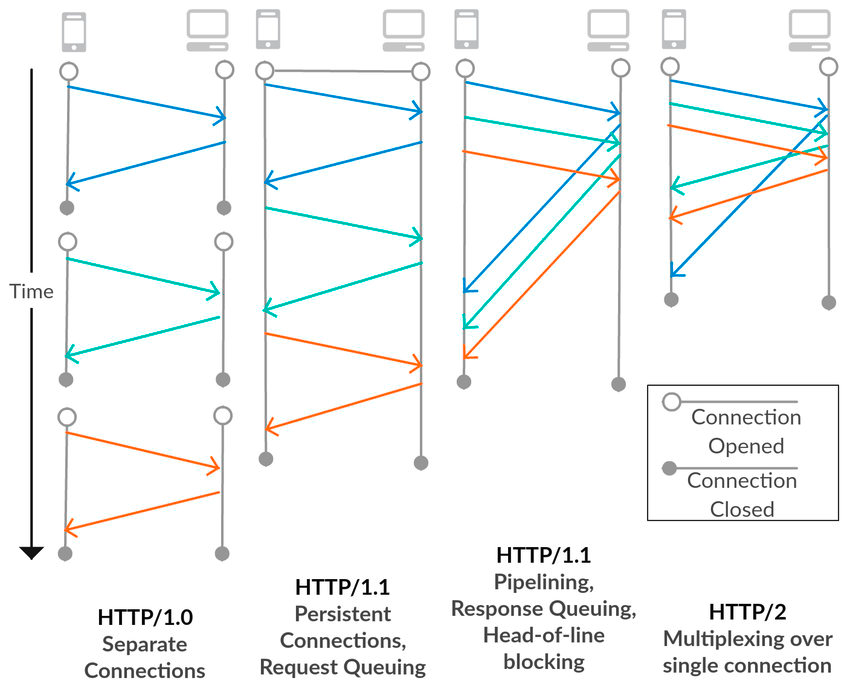 Time
Connection
Opened
Connection
Closed
HTTP/1.0
Separate
Connections
HTTP/1.1
Persistent
Connections,
Request Queuing
HTTP/1.1
Pipelining,
Response Queuing,
Head-of-line
blocking
HTTP/2
Multiplexing over
single connection